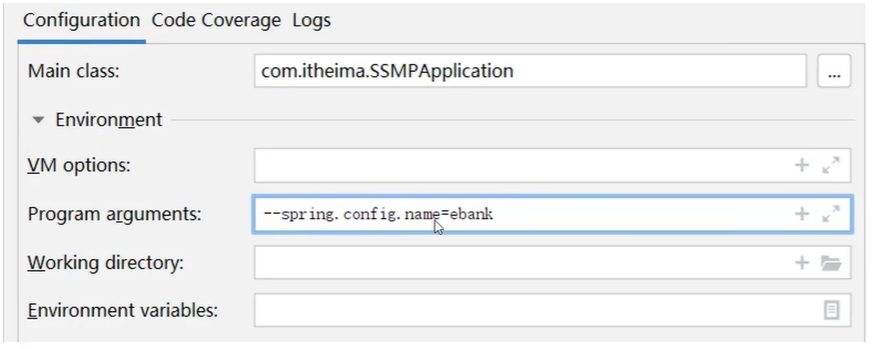 Configuration Code Coverage Logs
Main class: com.itheima.SSMPApplication ...
Environment
VM options:
Program arguments: --spring.config.name=ebank
Working directory:
Environment variables: